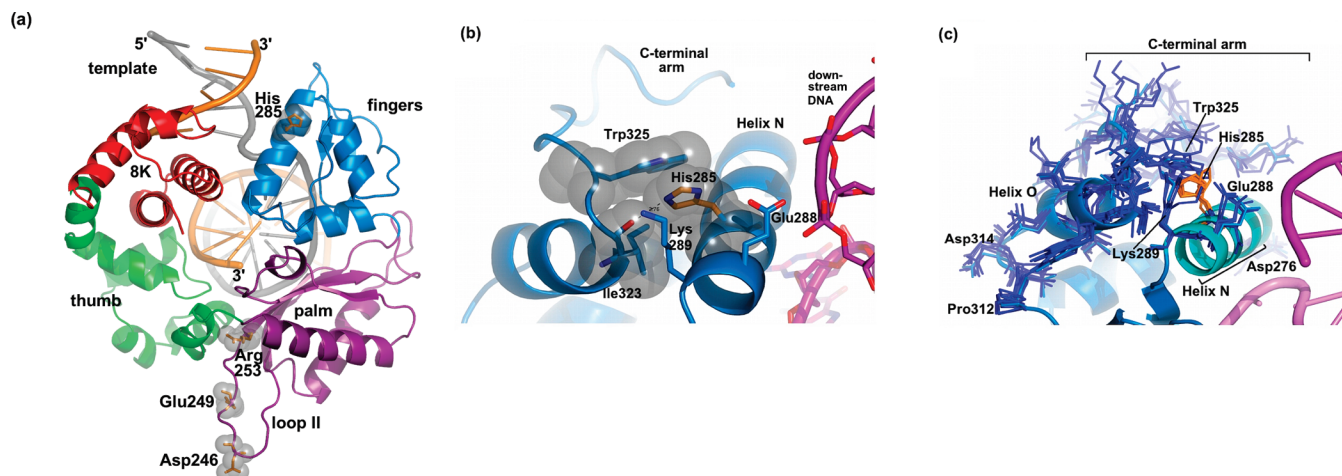 (a)
5'
3'
template
His
285
fingers
8K
3'
thumb
palm
Arg
253
Glu249
loop II
Asp246
(b)
C-terminal
arm
down-
stream
DNA
Trp325
Helix N
His285
Glu288
Lys
289
Ile323
(c)
C-terminal arm
Trp325
His285
Helix O
Glu288
Asp314
Lys289
Asp276
Helix N
Pro312